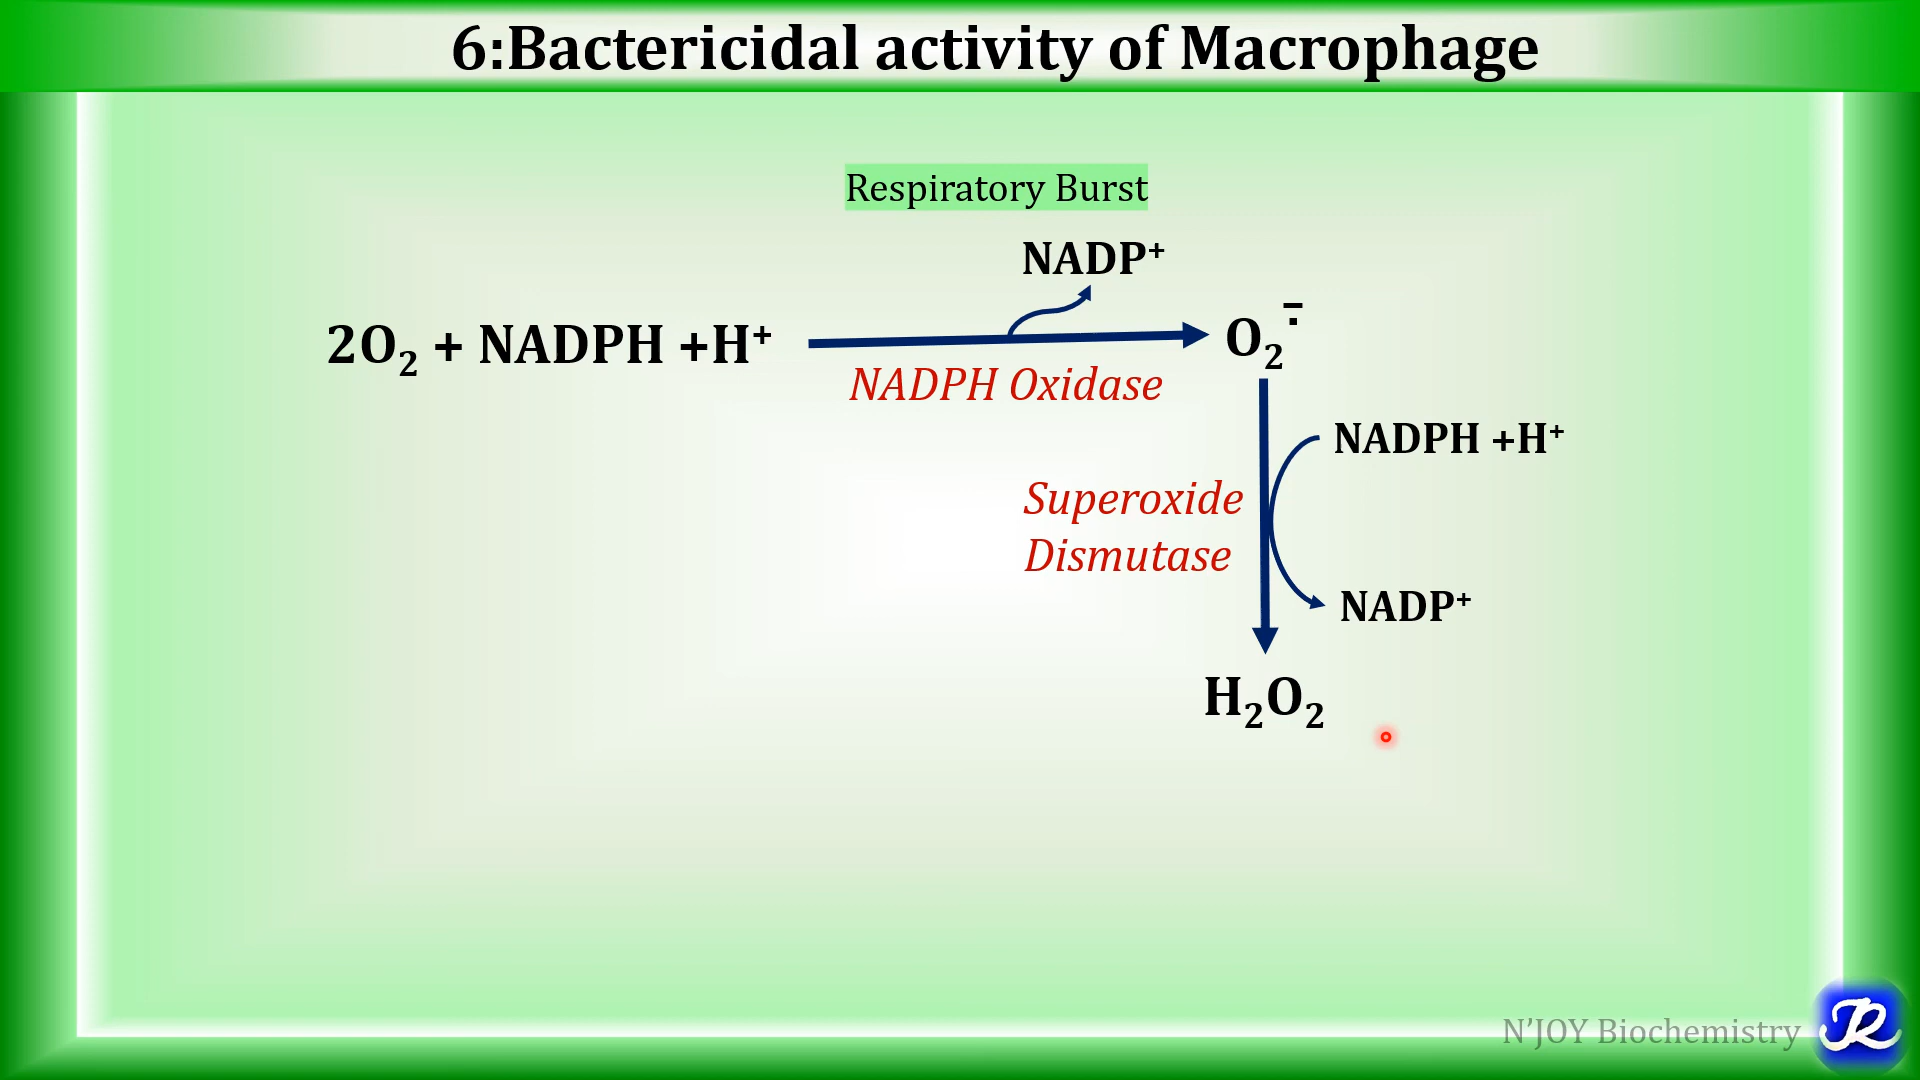 6:Bactericidal activity of Macrophage
Respiratory Burst
NADP⁺
2O₂ + NADPH +H⁺
O₂⨪
NADPH Oxidase
NADPH +H⁺
Superoxide
Dismutase
NADP⁺
H₂O₂
N’JOY Biochemistry
R